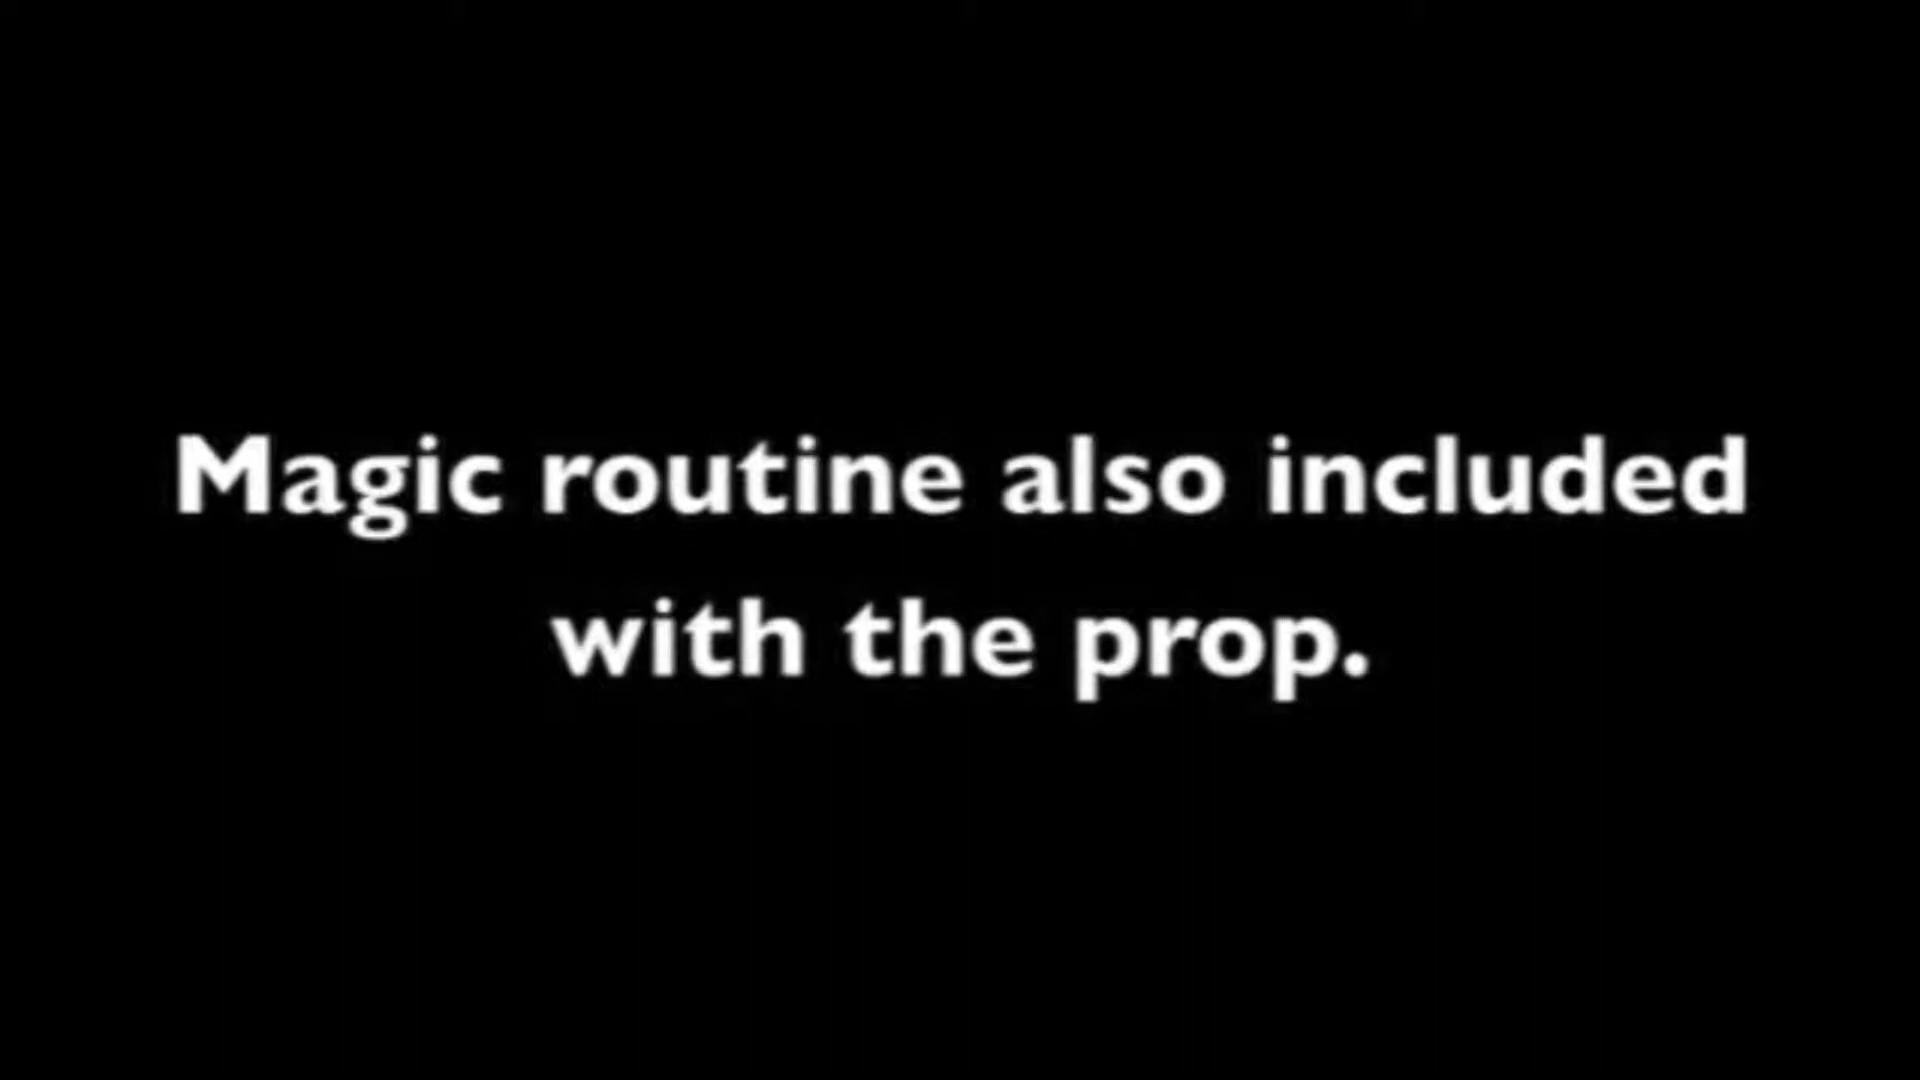 Magic routine also included
with the prop.